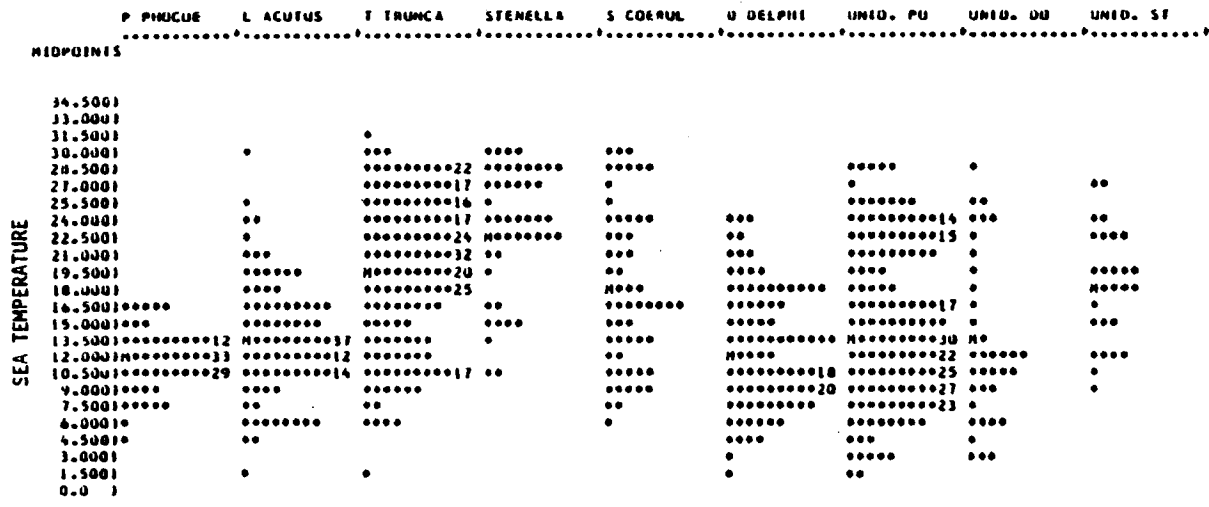 P PHOCOE L ACUTUS T TRUNCA STENELLA S COERUL D DELPHI UNID. PO UNID. DO UNID. ST
MIDPOINTS
SEA TEMPERATURE
34.500)
33.000)
31.500) *
30.000) * *** **** ***
28.500) *********22 ******** ***** ***** *
27.000) *********17 ****** * * **
25.500) * *********16 * * ******* **
24.000) ** *********17 ******* ***** *** *********14 *** **
22.500) * *********24 M******* *** ** *********15 * ****
21.000) *** *********32 ** *** *** ********* *
19.500) ****** M********20 * ** **** **** * *****
18.000) **** *********25 M*** ********** ***** * M****
16.500)***** ********* ******** ** ******** ****** *********17 * *
15.000)*** ******** ***** **** *** ***** ********** * ***
13.500)*********12 M********37 ******* * ***** *********** M********30 M*
12.000)M********33 *********12 ******* ** M**** *********22 ****** ****
10.500)*********29 *********14 *********17 ** ***** *********18 *********25 ***** *
9.000)**** **** ****** ***** *********20 *********27 *** *
7.500)***** ** ** ** ********* *********23 *
6.000)* ******** **** * ****** ******** ****
4.500)* ** **** *** *
3.000) * ***** ***
1.500) * * * **
0.0 )